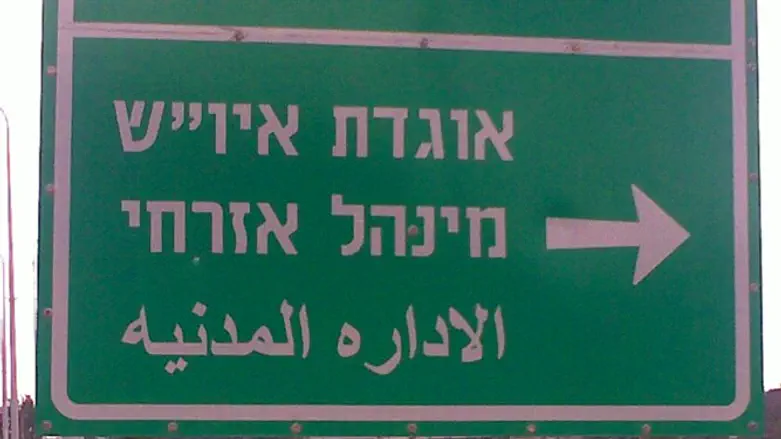 אוגדת איו״ש
מינהל אזרחי
الاداره المدنيه